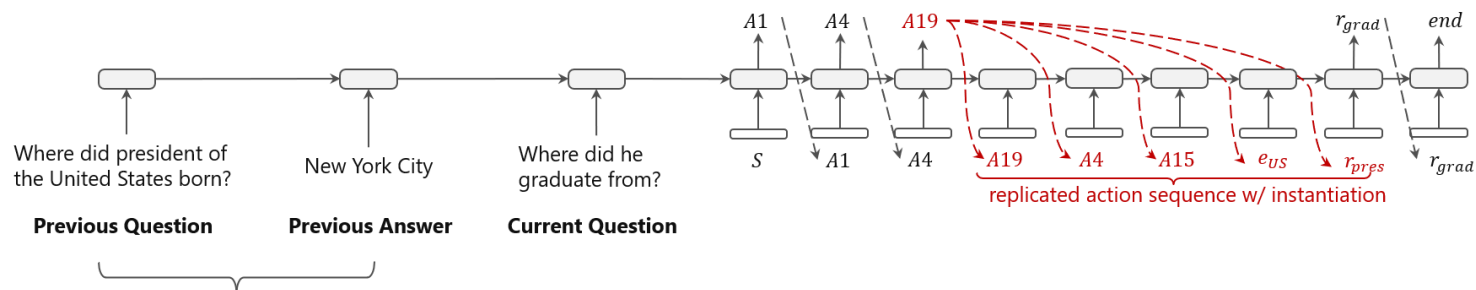 A1 A4 A19 r_grad end
Where did president of
the United States born?
New York City
Where did he
graduate from?
S A1 A4 A19 A4 A15 e_US r_pres r_grad
replicated action sequence w/ instantiation
Previous Question Previous Answer Current Question